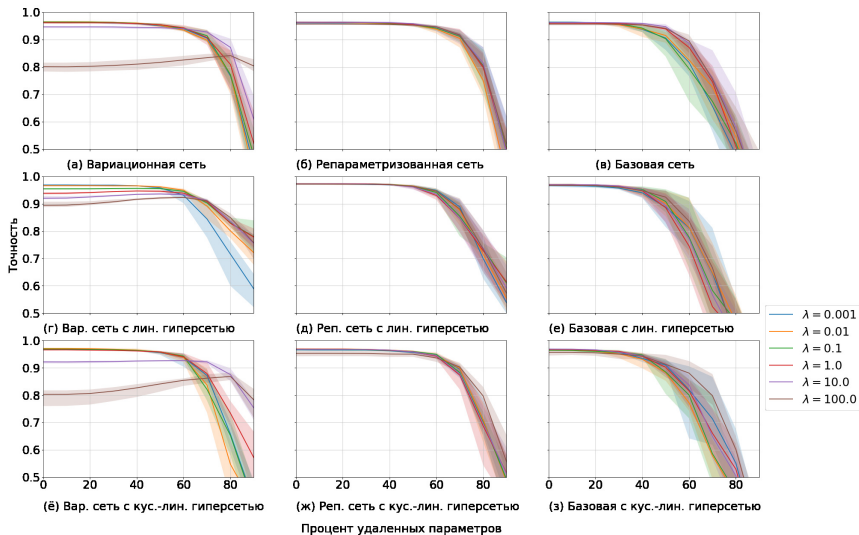 1.0
0.9
0.8
0.7
0.6
0.5
(а) Вариационная сеть
(б) Репараметризованная сеть
(в) Базовая сеть
Точность
1.0
0.9
0.8
0.7
0.6
0.5
(г) Вар. сеть с лин. гиперсетью
(д) Реп. сеть с лин. гиперсетью
(е) Базовая с лин. гиперсетью
λ = 0.001
λ = 0.01
λ = 0.1
λ = 1.0
λ = 10.0
λ = 100.0
1.0
0.9
0.8
0.7
0.6
0.5
0 20 40 60 80
0 20 40 60 80
0 20 40 60 80
(ё) Вар. сеть с кус.-лин. гиперсетью
(ж) Реп. сеть с кус.-лин. гиперсетью
(з) Базовая с кус.-лин. гиперсетью
Процент удаленных параметров